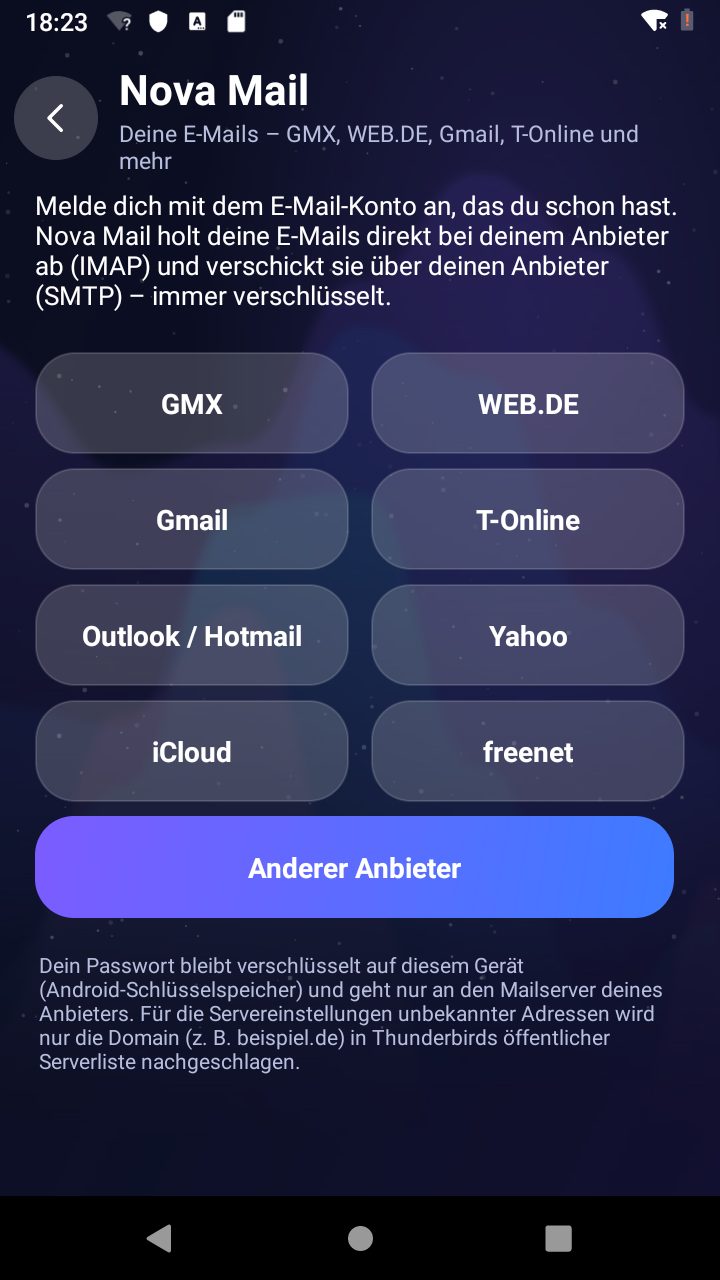 18:23
Nova Mail
Deine E-Mails – GMX, WEB.DE, Gmail, T-Online und
mehr
Melde dich mit dem E-Mail-Konto an, das du schon hast.
Nova Mail holt deine E-Mails direkt bei deinem Anbieter
ab (IMAP) und verschickt sie über deinen Anbieter
(SMTP) – immer verschlüsselt.
GMX
WEB.DE
Gmail
T-Online
Outlook / Hotmail
Yahoo
iCloud
freenet
Anderer Anbieter
Dein Passwort bleibt verschlüsselt auf diesem Gerät
(Android-Schlüsselspeicher) und geht nur an den Mailserver deines
Anbieters. Für die Servereinstellungen unbekannter Adressen wird
nur die Domain (z. B. beispiel.de) in Thunderbirds öffentlicher
Serverliste nachgeschlagen.